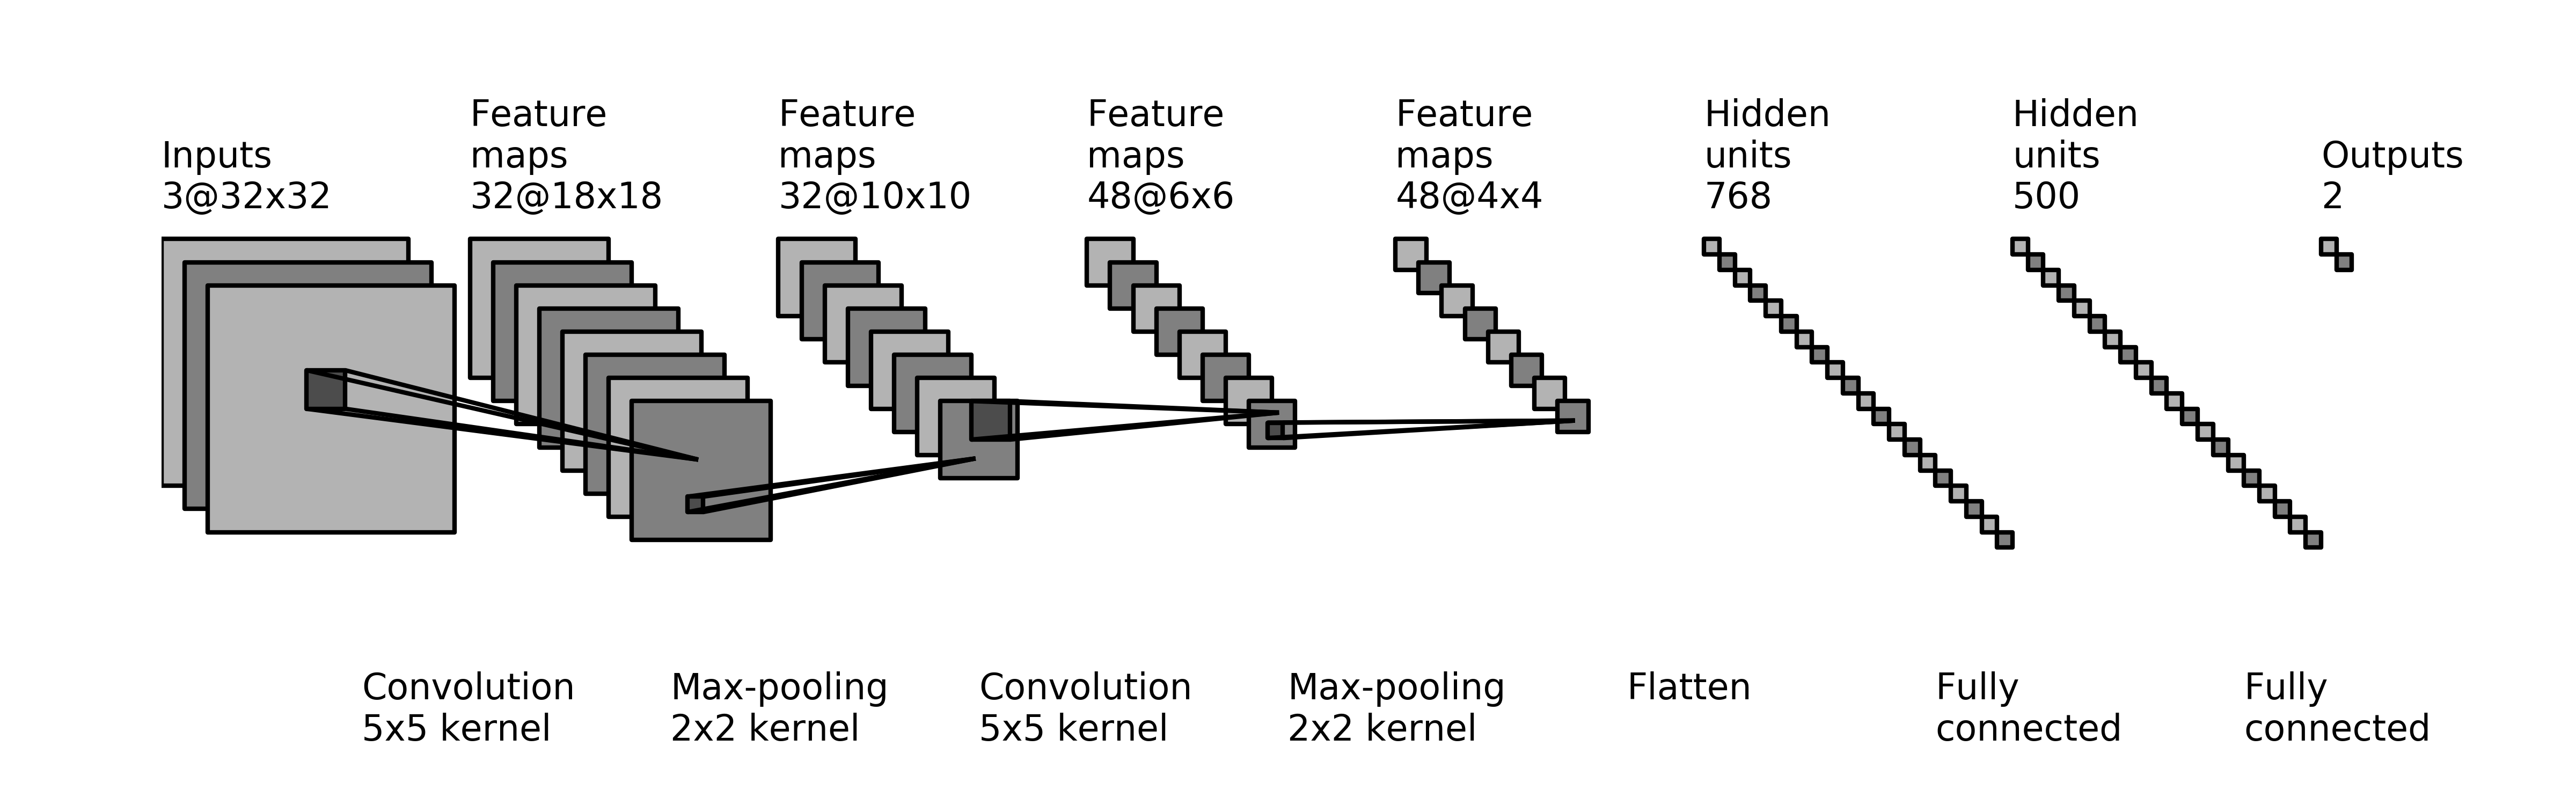 Inputs
3@32x32
Feature
maps
32@18x18
Feature
maps
32@10x10
Feature
maps
48@6x6
Feature
maps
48@4x4
Hidden
units
768
Hidden
units
500
Outputs
2
Convolution
5x5 kernel
Max-pooling
2x2 kernel
Convolution
5x5 kernel
Max-pooling
2x2 kernel
Flatten
Fully
connected
Fully
connected